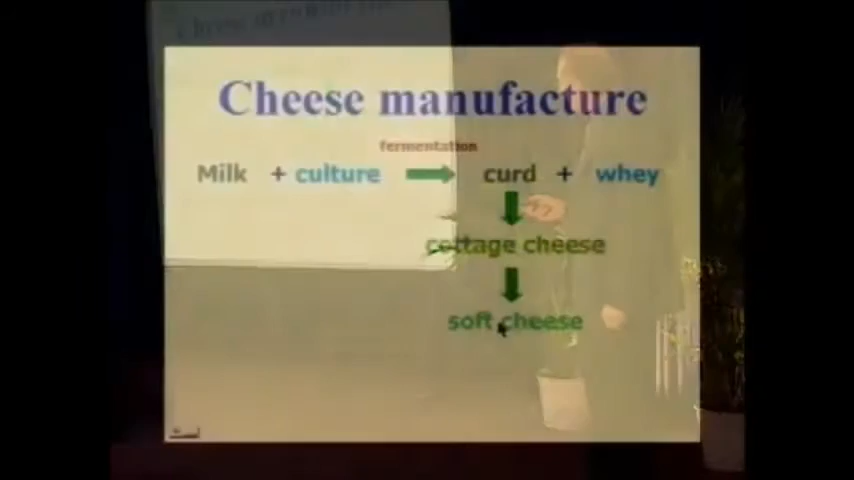 Cheese manufacture
fermentation
Milk + culture curd + whey
cottage cheese
soft cheese